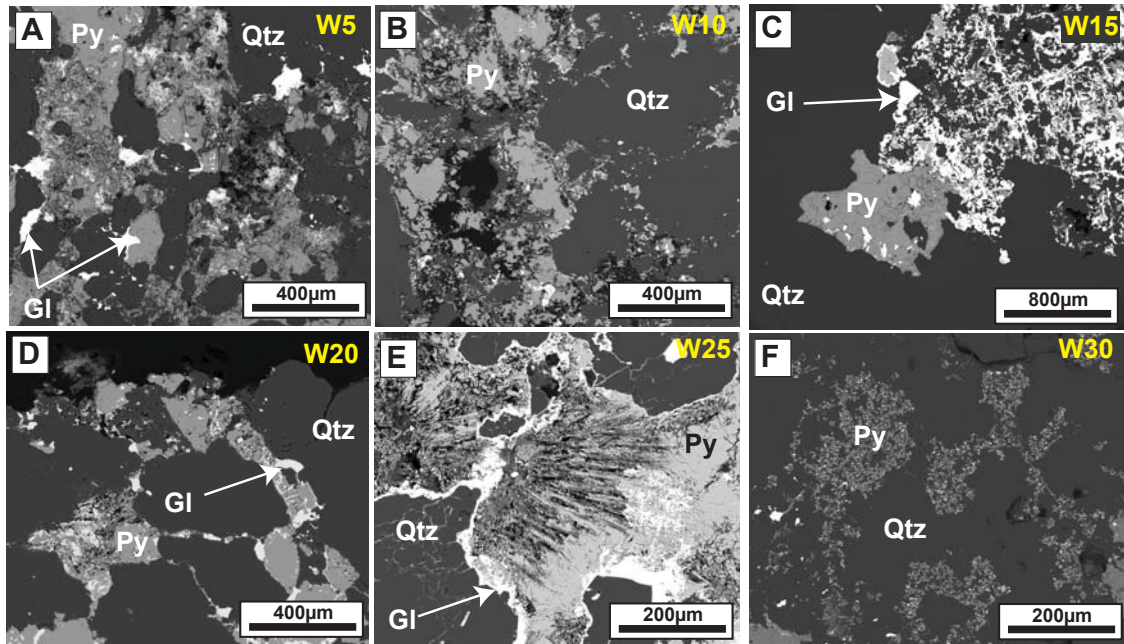 A
Py
Qtz
W5
Gl
400µm
B
W10
Py
Qtz
400µm
C
W15
Gl
Py
Qtz
800µm
D
W20
Qtz
Gl
Py
400µm
E
W25
Py
Qtz
Gl
200µm
F
W30
Py
Qtz
200µm